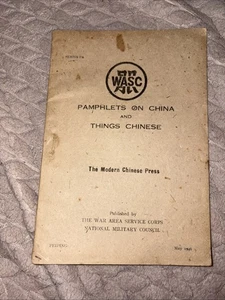 WASC
PAMPHLETS ON CHINA
AND
THINGS CHINESE
The Modern Chinese Press
Published by
THE WAR AREA SERVICE CORPS
NATIONAL MILITARY COUNCIL